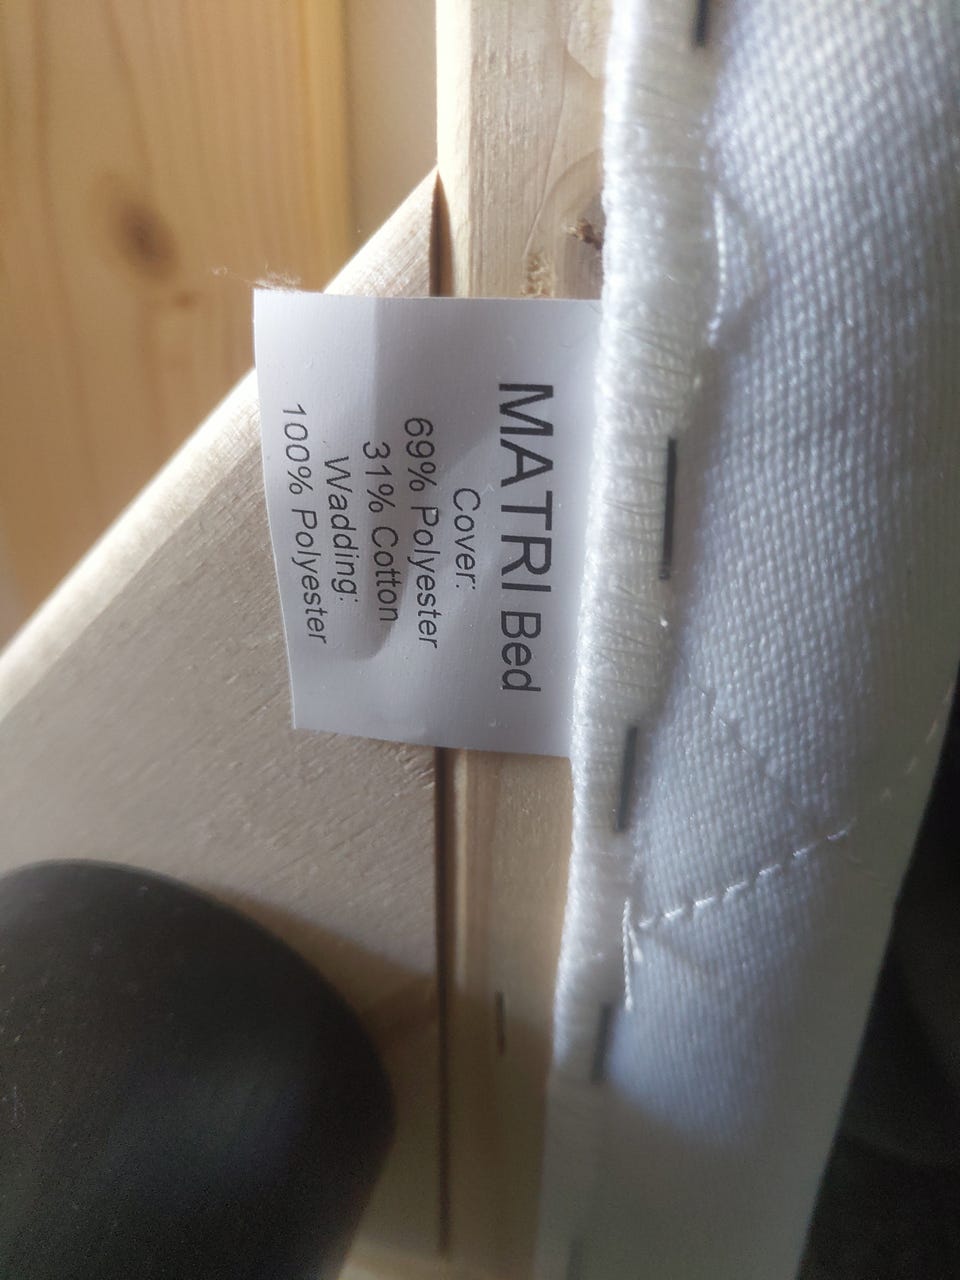 MATRI Bed
Cover:
69% Polyester
31% Cotton
Wadding:
100% Polyester